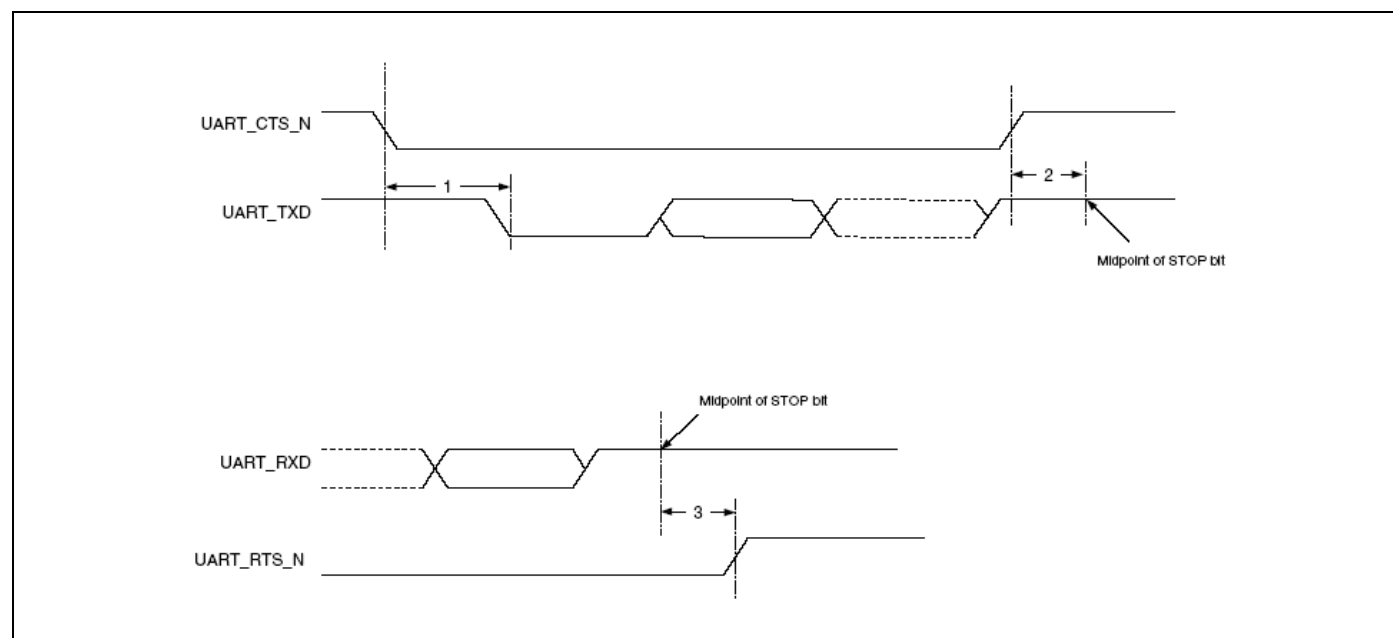 UART_CTS_N
1
2
UART_TXD
Midpoint of STOP bit
Midpoint of STOP bit
UART_RXD
3
UART_RTS_N